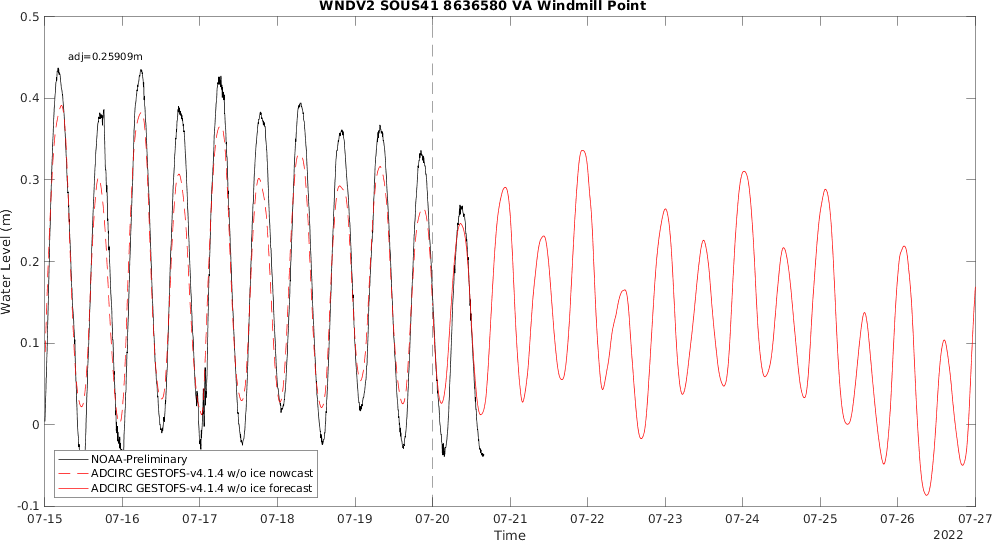 WNDV2 SOUS41 8636580 VA Windmill Point
adj=0.25909m
0.5
0.4
0.3
0.2
0.1
0
-0.1
Water Level (m)
NOAA-Preliminary
ADCIRC GESTOFS-v4.1.4 w/o ice nowcast
ADCIRC GESTOFS-v4.1.4 w/o ice forecast
07-15 07-16 07-17 07-18 07-19 07-20 07-21 07-22 07-23 07-24 07-25 07-26 07-27
Time
2022